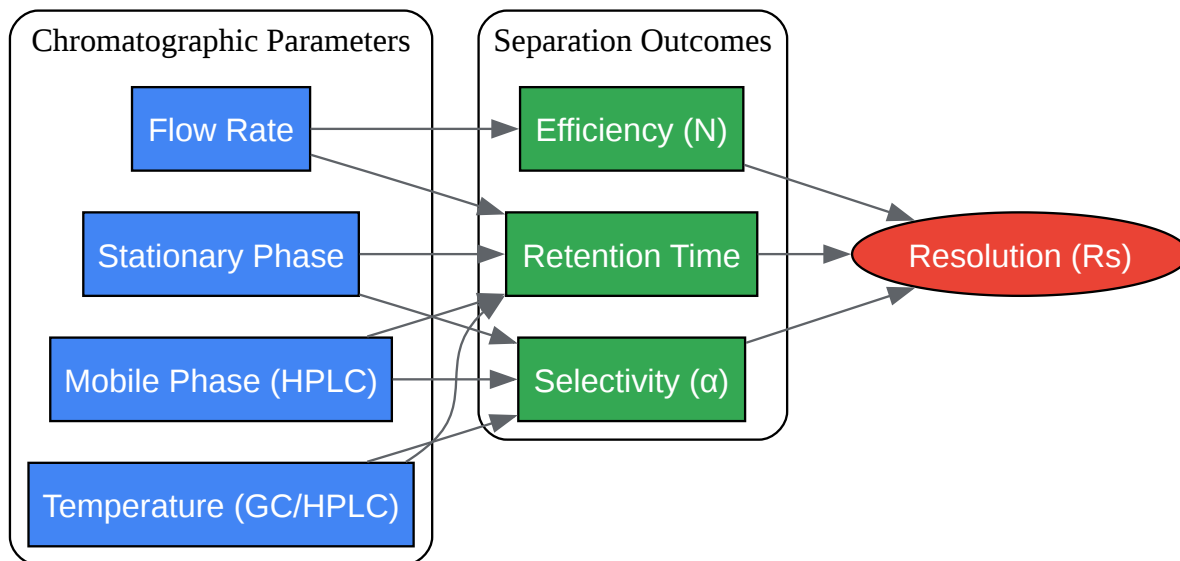 Chromatographic Parameters
Separation Outcomes
Flow Rate
Efficiency (N)
Stationary Phase
Retention Time
Resolution (Rs)
Mobile Phase (HPLC)
Selectivity (α)
Temperature (GC/HPLC)